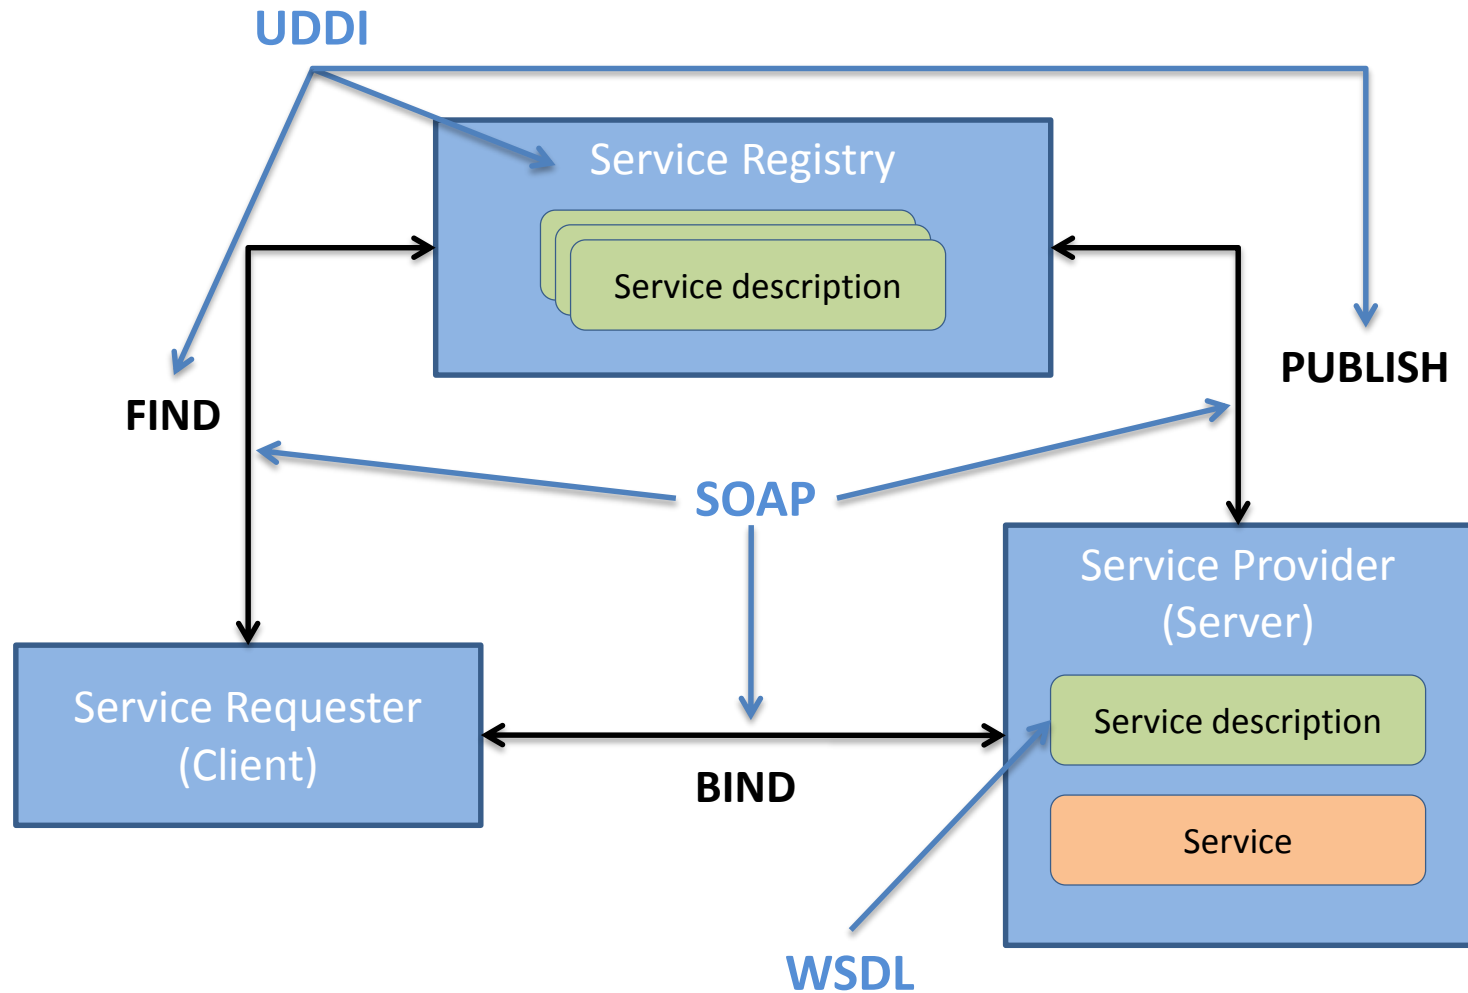 UDDI
Service Registry
Service description
FIND
PUBLISH
SOAP
Service Provider
(Server)
Service Requester
(Client)
Service description
BIND
Service
WSDL